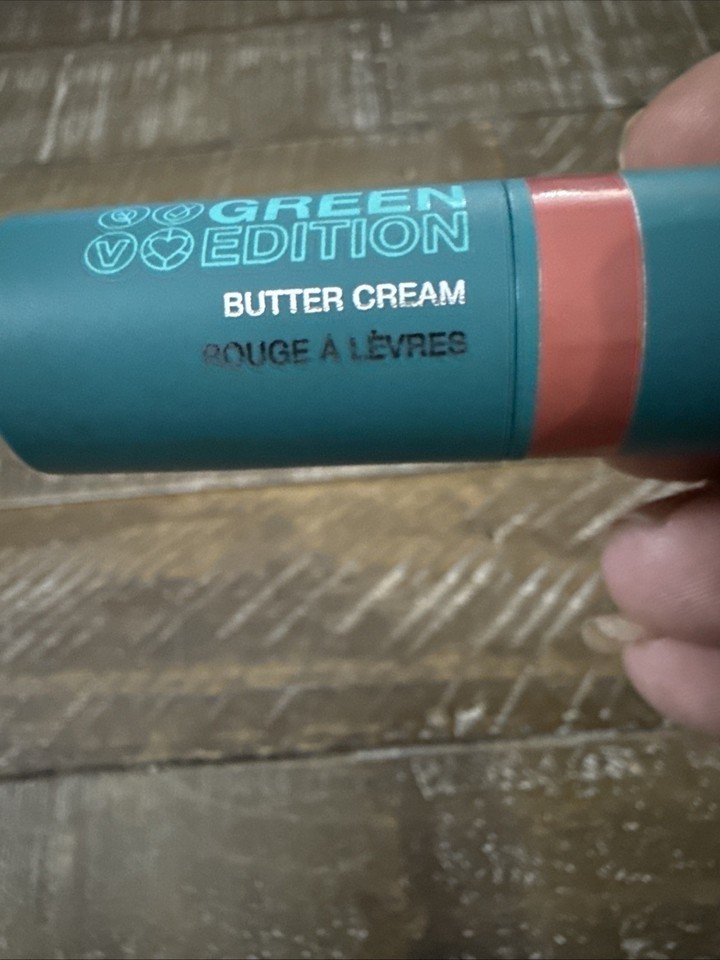 GREEN
EDITION
BUTTER CREAM
ROUGE À LÈVRES